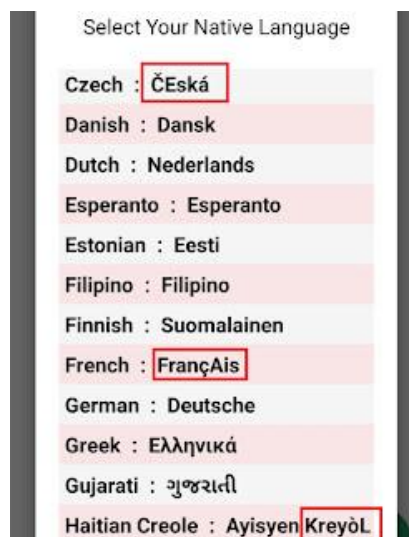 Select Your Native Language
Czech : ČEská
Danish : Dansk
Dutch : Nederlands
Esperanto : Esperanto
Estonian : Eesti
Filipino : Filipino
Finnish : Suomalainen
French : FrançAis
German : Deutsche
Greek : Ελληνικά
Gujarati : ગુજરાતી
Haitian Creole : Ayisyen KreyòL